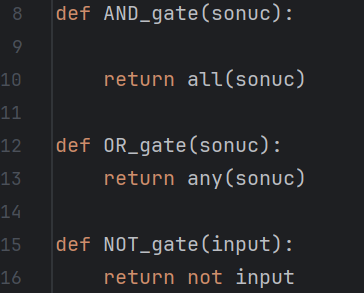 8 def AND_gate(sonuc):
9
10 return all(sonuc)
11
12 def OR_gate(sonuc):
13 return any(sonuc)
14
15 def NOT_gate(input):
16 return not input